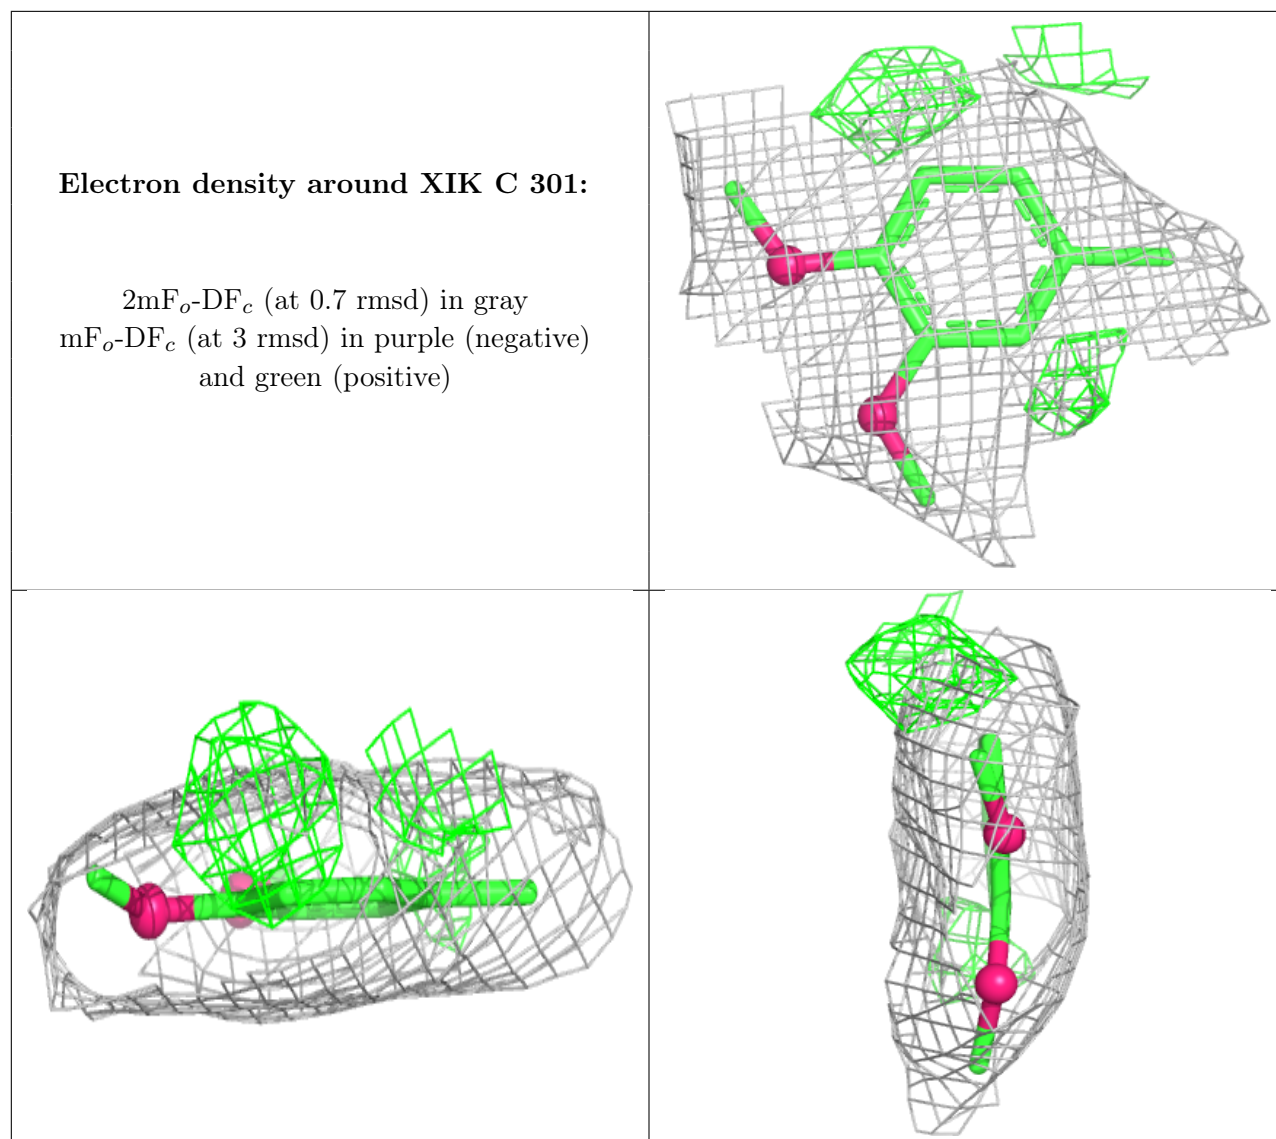 Electron density around XIK C 301:
2mFo-DFc (at 0.7 rmsd) in gray
mFo-DFc (at 3 rmsd) in purple (negative)
and green (positive)